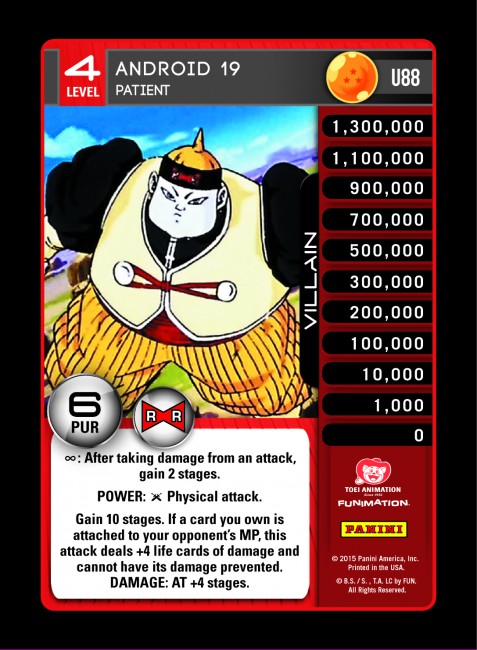 4
LEVEL
ANDROID 19
PATIENT
U88
1,300,000
1,100,000
900,000
700,000
500,000
300,000
200,000
100,000
10,000
1,000
0
VILLAIN
6
PUR
R R
∞: After taking damage from an attack,
gain 2 stages.
POWER: Physical attack.
Gain 10 stages. If a card you own is
attached to your opponent's MP, this
attack deals +4 life cards of damage and
cannot have its damage prevented.
DAMAGE: AT +4 stages.
TOEI ANIMATION
Since 1956
FUNIMATION.
PANINI
© 2015 Panini America, Inc.
Printed in the USA.
© B.S. / S. , T.A. LC by FUN.
All Rights Reserved.